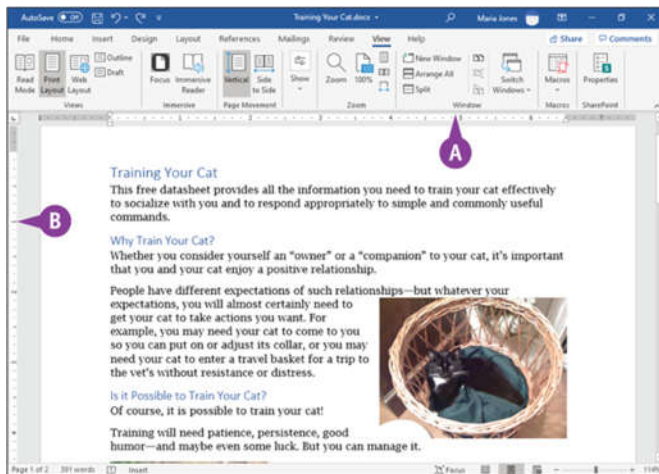 AutoSave Off Training Your Cat.docx Maria Jones
File Home Insert Design Layout References Mailings Review View Help Share Comments
Read Mode Print Layout Web Layout Outline Draft Focus Immersive Reader Vertical Side to Side Show Zoom 100% New Window Arrange All Split Switch Windows Macros Properties
Views Immersive Page Movement Zoom Window Macros SharePoint
A
B
Training Your Cat
This free datasheet provides all the information you need to train your cat effectively
to socialize with you and to respond appropriately to simple and commonly useful
commands.
Why Train Your Cat?
Whether you consider yourself an “owner” or a “companion” to your cat, it’s important
that you and your cat enjoy a positive relationship.
People have different expectations of such relationships—but whatever your
expectations, you will almost certainly need to
get your cat to take actions you want. For
example, you may need your cat to come to you
so you can put on or adjust its collar, or you may
need your cat to enter a travel basket for a trip to
the vet’s without resistance or distress.
Is it Possible to Train Your Cat?
Of course, it is possible to train your cat!
Training will need patience, persistence, good
humor—and maybe even some luck. But you can manage it.
Page 1 of 2 391 words Insert Focus